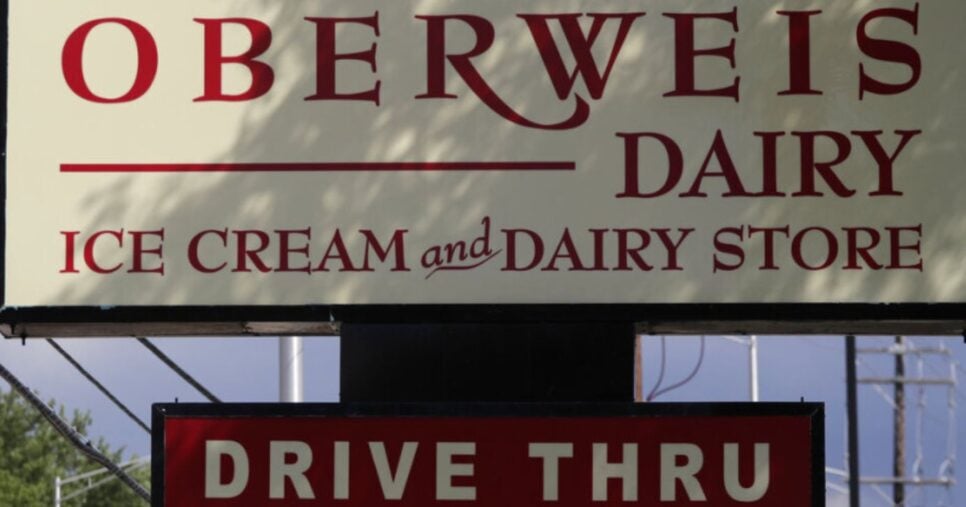 OBERWEIS
DAIRY
ICE CREAM and DAIRY STORE
DRIVE THRU